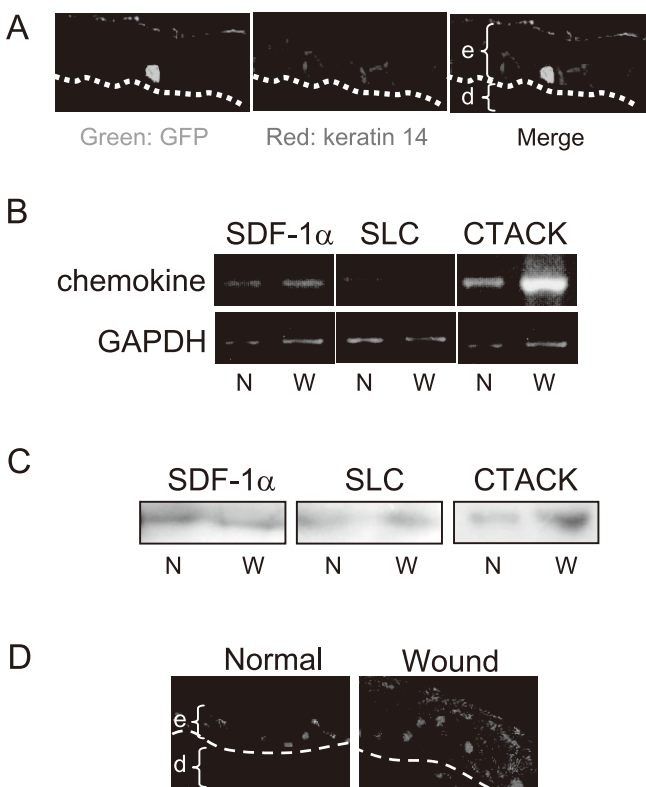 A
e
d
Green: GFP Red: keratin 14 Merge
B
SDF-1α SLC CTACK
chemokine
GAPDH
N W N W N W
C
SDF-1α SLC CTACK
N W N W N W
D
Normal Wound
e
d